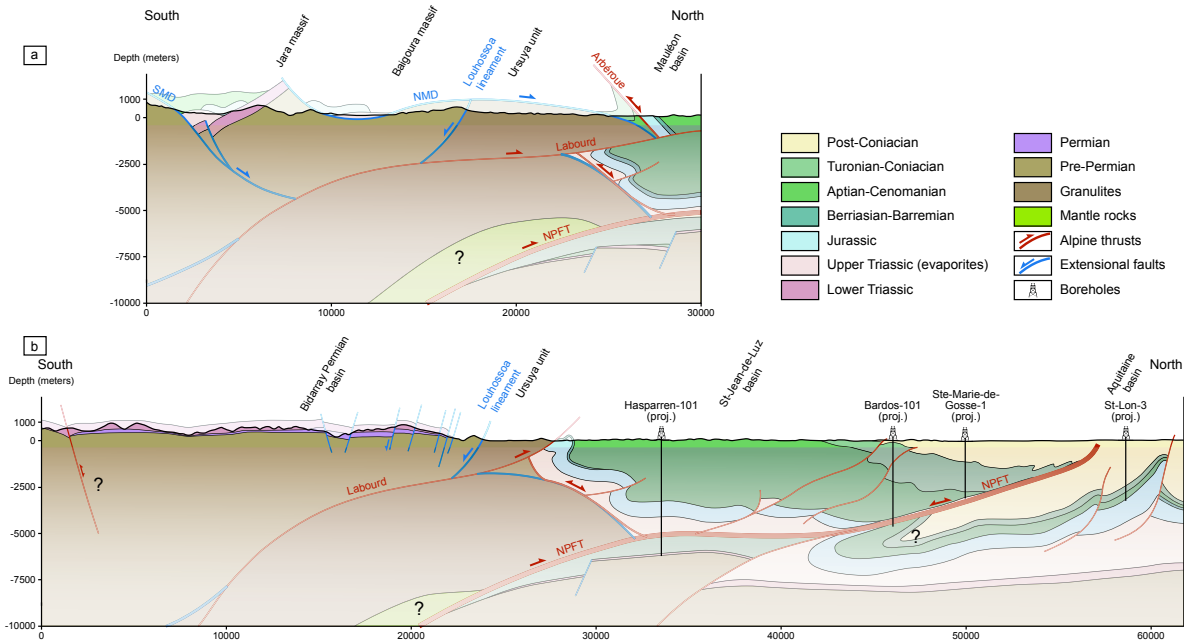 South
North
a
Depth (meters)
Jara massif
Baigoura massif
Louhossoa
lineament
Ursuya unit
Arbéroue
Mauléon
basin
SMD
NMD
1000
0
-2500
-5000
-7500
-10000
Labourd
NPFT
?
0
10000
20000
30000
Post-Coniacian
Turonian-Coniacian
Aptian-Cenomanian
Berriasian-Barremian
Jurassic
Upper Triassic (evaporites)
Lower Triassic
Permian
Pre-Permian
Granulites
Mantle rocks
Alpine thrusts
Extensional faults
Boreholes
b
South
North
Depth (meters)
Bidarray Permian
basin
Louhossoa
lineament
Ursuya unit
Hasparren-101
(proj.)
St-Jean-de-Luz
basin
Bardos-101
(proj.)
Ste-Marie-de-
Gosse-1
(proj.)
Aquitaine
basin
St-Lon-3
(proj.)
1000
0
-2500
-5000
-7500
-10000
?
Labourd
NPFT
?
NPFT
?
0
10000
20000
30000
40000
50000
60000